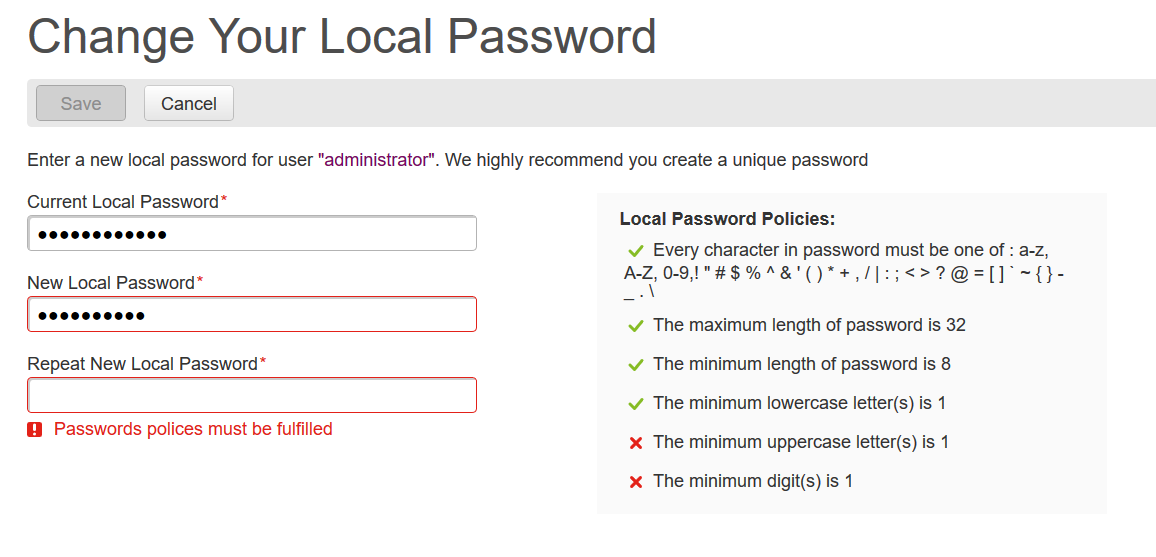 Change Your Local Password
Save
Cancel
Enter a new local password for user "administrator". We highly recommend you create a unique password
Current Local Password*
●●●●●●●●●●●●
New Local Password*
●●●●●●●●●●
Repeat New Local Password*
Passwords polices must be fulfilled
Local Password Policies:
Every character in password must be one of : a-z,
A-Z, 0-9,! " # $ % ^ & ' ( ) * + , / | : ; < > ? @ = [ ] ` ~ { } -
_ . \
The maximum length of password is 32
The minimum length of password is 8
The minimum lowercase letter(s) is 1
The minimum uppercase letter(s) is 1
The minimum digit(s) is 1